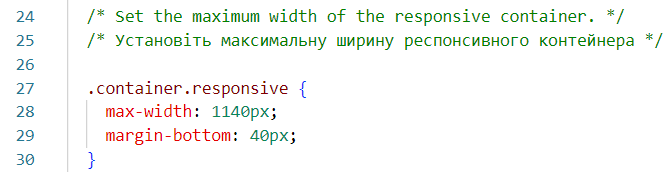 24 /* Set the maximum width of the responsive container. */
25 /* Установіть максимальну ширину респонсивного контейнера */
26
27 .container.responsive {
28 max-width: 1140px;
29 margin-bottom: 40px;
30 }